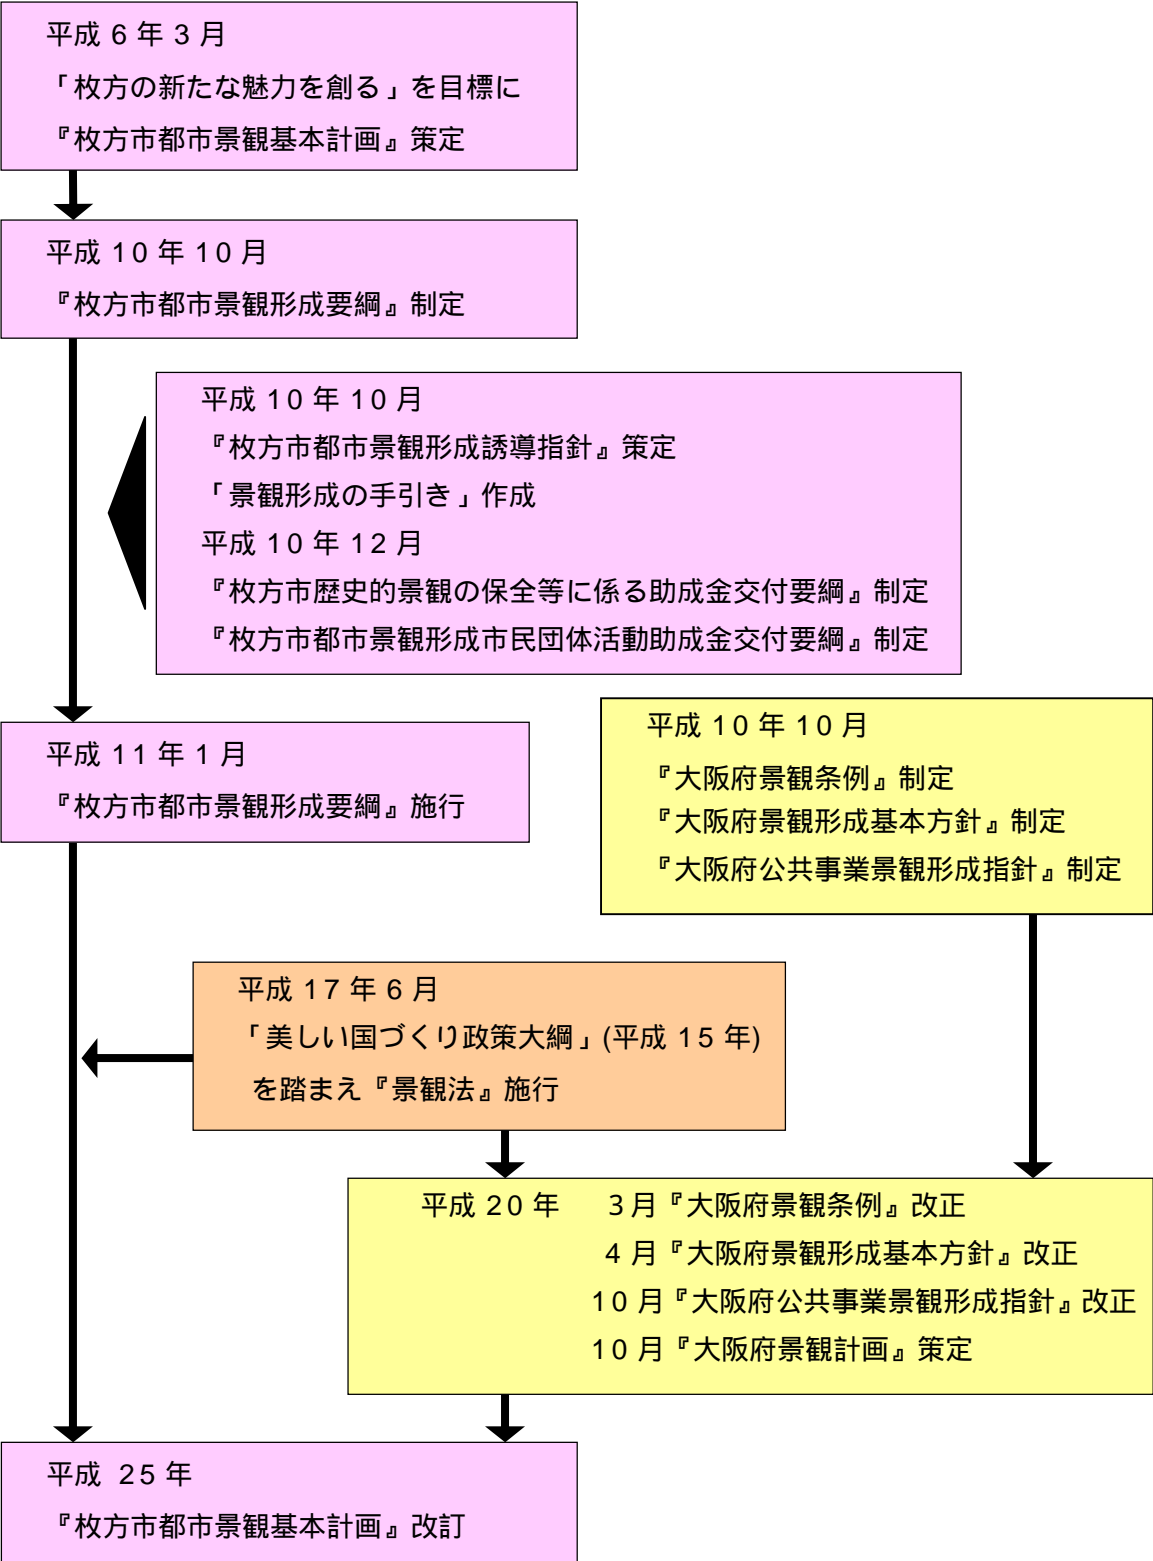 平成6年3月
「枚方の新たな魅力を創る」を目標に
『枚方市都市景観基本計画』策定
平成10年10月
『枚方市都市景観形成要綱』制定
平成10年10月
『枚方市都市景観形成誘導指針』策定
「景観形成の手引き」作成
平成10年12月
『枚方市歴史的景観の保全等に係る助成金交付要綱』制定
『枚方市都市景観形成市民団体活動助成金交付要綱』制定
平成11年1月
『枚方市都市景観形成要綱』施行
平成10年10月
『大阪府景観条例』制定
『大阪府景観形成基本方針』制定
『大阪府公共事業景観形成指針』制定
平成17年6月
「美しい国づくり政策大綱」(平成15年)
を踏まえ『景観法』施行
平成20年 3月『大阪府景観条例』改正
4月『大阪府景観形成基本方針』改正
10月『大阪府公共事業景観形成指針』改正
10月『大阪府景観計画』策定
平成 25年
『枚方市都市景観基本計画』改訂